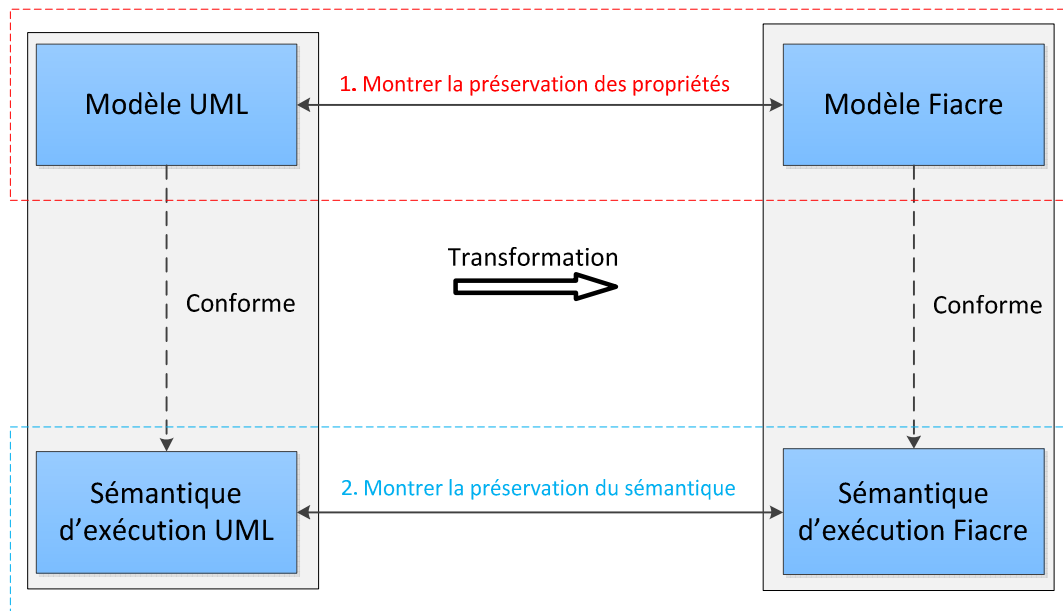 1. Montrer la préservation des propriétés
Modèle UML
Modèle Fiacre
Transformation
Conforme
Conforme
2. Montrer la préservation du sémantique
Sémantique
d'exécution UML
Sémantique
d'exécution Fiacre